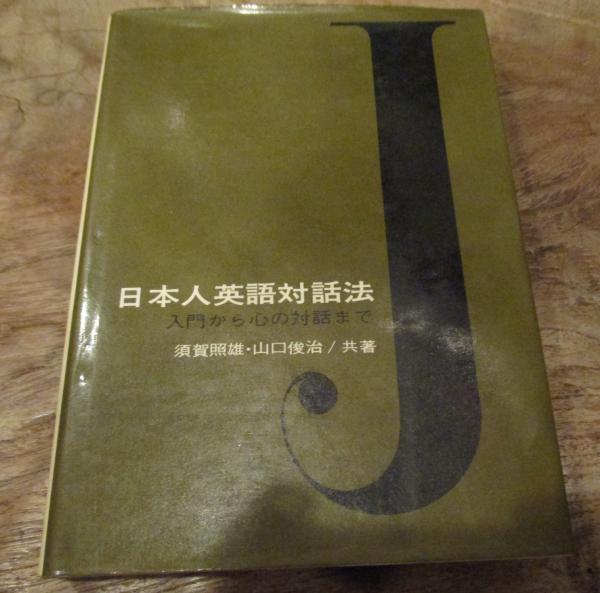 J
日本人英語対話法
入門から心の対話まで
須賀照雄・山口俊治/共著